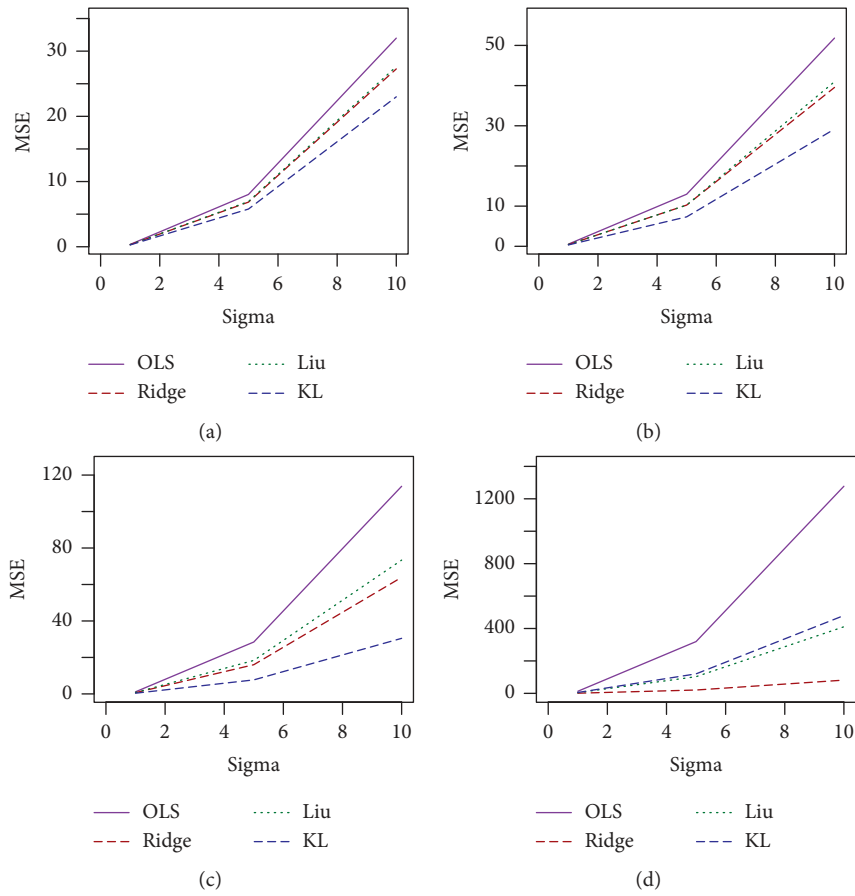 MSE
30
20
10
0
0 2 4 6 8 10
Sigma
OLS Liu
Ridge KL
(a)
MSE
50
30
10
0
0 2 4 6 8 10
Sigma
OLS Liu
Ridge KL
(b)
MSE
120
80
40
0
0 2 4 6 8 10
Sigma
OLS Liu
Ridge KL
(c)
MSE
1200
800
400
0
0 2 4 6 8 10
Sigma
OLS Liu
Ridge KL
(d)